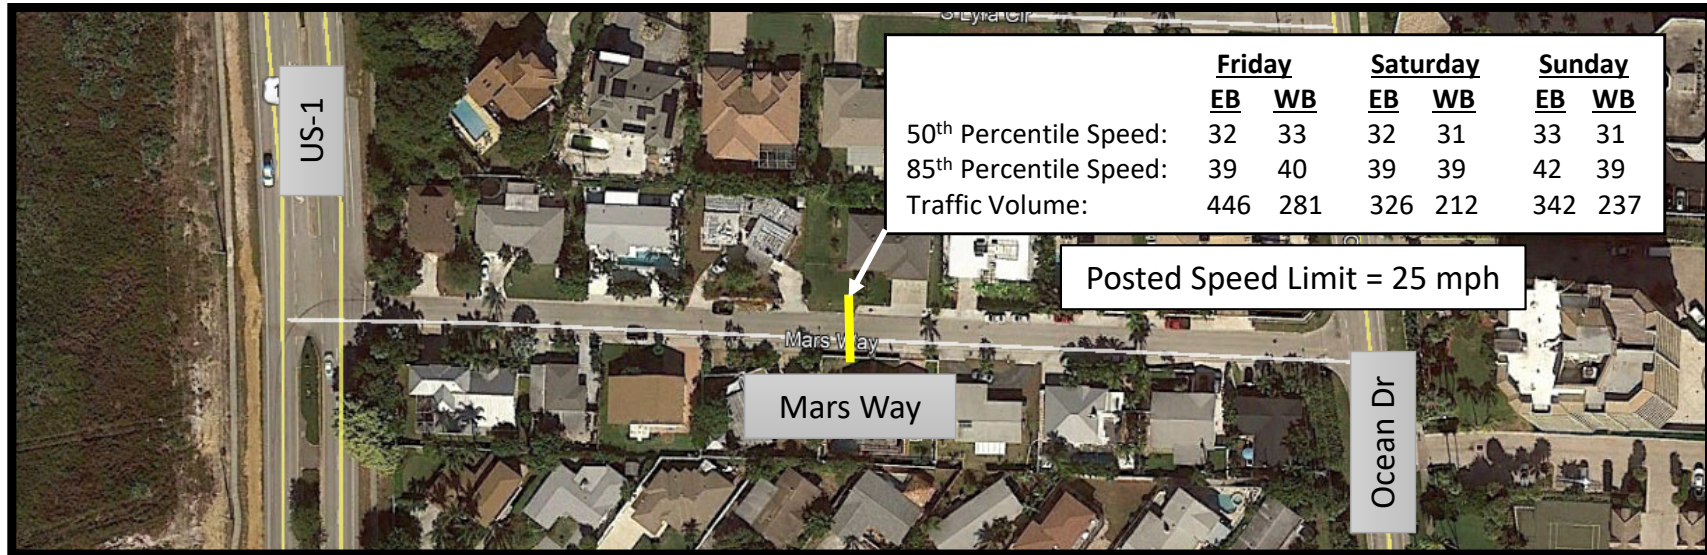 S Lyra Cir
Friday Saturday Sunday
EB WB EB WB EB WB
50th Percentile Speed: 32 33 32 31 33 31
85th Percentile Speed: 39 40 39 39 42 39
Traffic Volume: 446 281 326 212 342 237
US-1
Posted Speed Limit = 25 mph
Mars Way
Mars Way
Ocean Dr